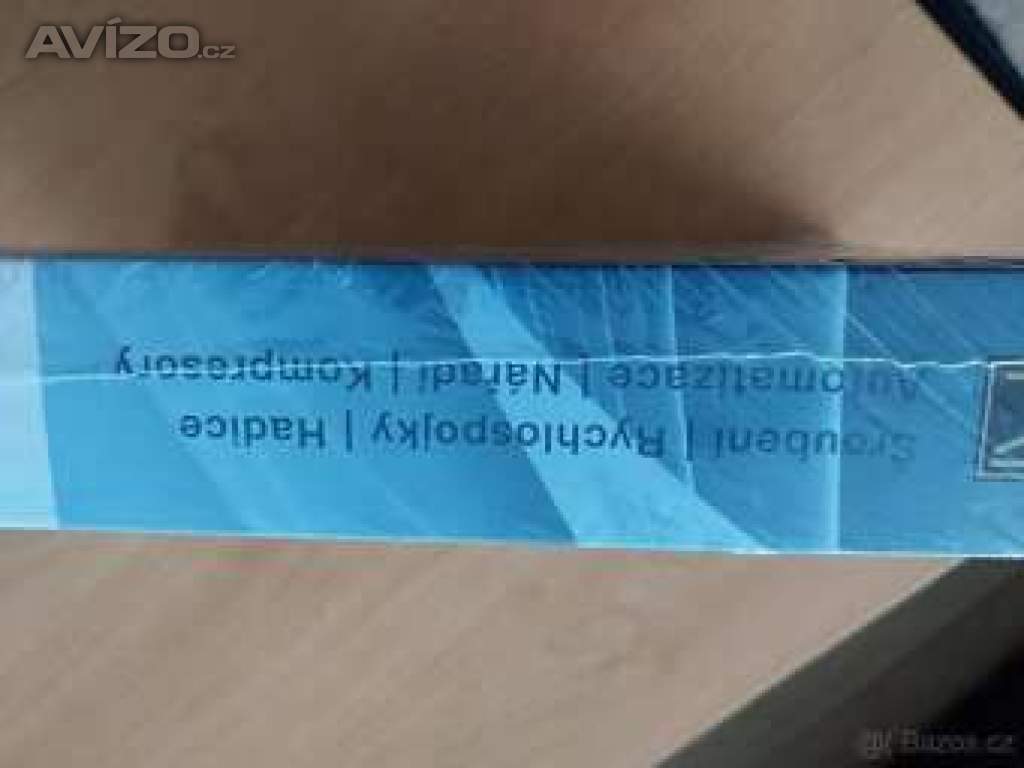 AVÍZO.cz
Šroubení | Rychlospojky | Hadice
Automatizace | Nářadí | Kompresory
Bazos.cz